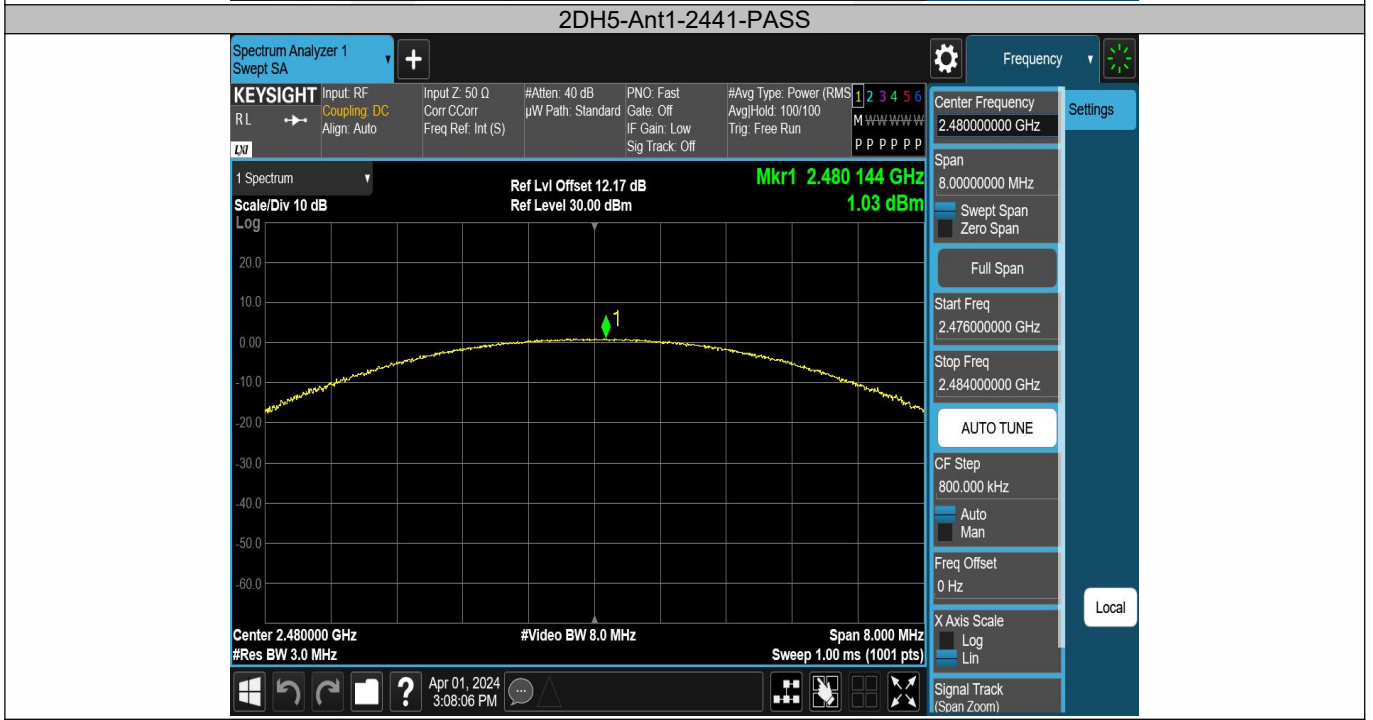 2DH5-Ant1-2441-PASS
Spectrum Analyzer 1
Swept SA
+
Frequency
KEYSIGHT
RL
LXI
Input: RF
Coupling: DC
Align: Auto
Input Z: 50 Ω
Corr CCorr
Freq Ref: Int (S)
#Atten: 40 dB
µW Path: Standard
PNO: Fast
Gate: Off
IF Gain: Low
Sig Track: Off
#Avg Type: Power (RMS
Avg|Hold: 100/100
Trig: Free Run
1 2 3 4 5 6
M W W W W W
P P P P P P
Center Frequency
2.480000000 GHz
Settings
1 Spectrum
Scale/Div 10 dB
Ref Lvl Offset 12.17 dB
Ref Level 30.00 dBm
Mkr1 2.480 144 GHz
1.03 dBm
Log
20.0
10.0
0.00
-10.0
-20.0
-30.0
-40.0
-50.0
-60.0
1
Span
8.00000000 MHz
Swept Span
Zero Span
Full Span
Start Freq
2.476000000 GHz
Stop Freq
2.484000000 GHz
AUTO TUNE
CF Step
800.000 kHz
Auto
Man
Freq Offset
0 Hz
X Axis Scale
Log
Lin
Signal Track
(Span Zoom)
Local
Center 2.480000 GHz
#Video BW 8.0 MHz
Span 8.000 MHz
#Res BW 3.0 MHz
Sweep 1.00 ms (1001 pts)
?
Apr 01, 2024
3:08:06 PM